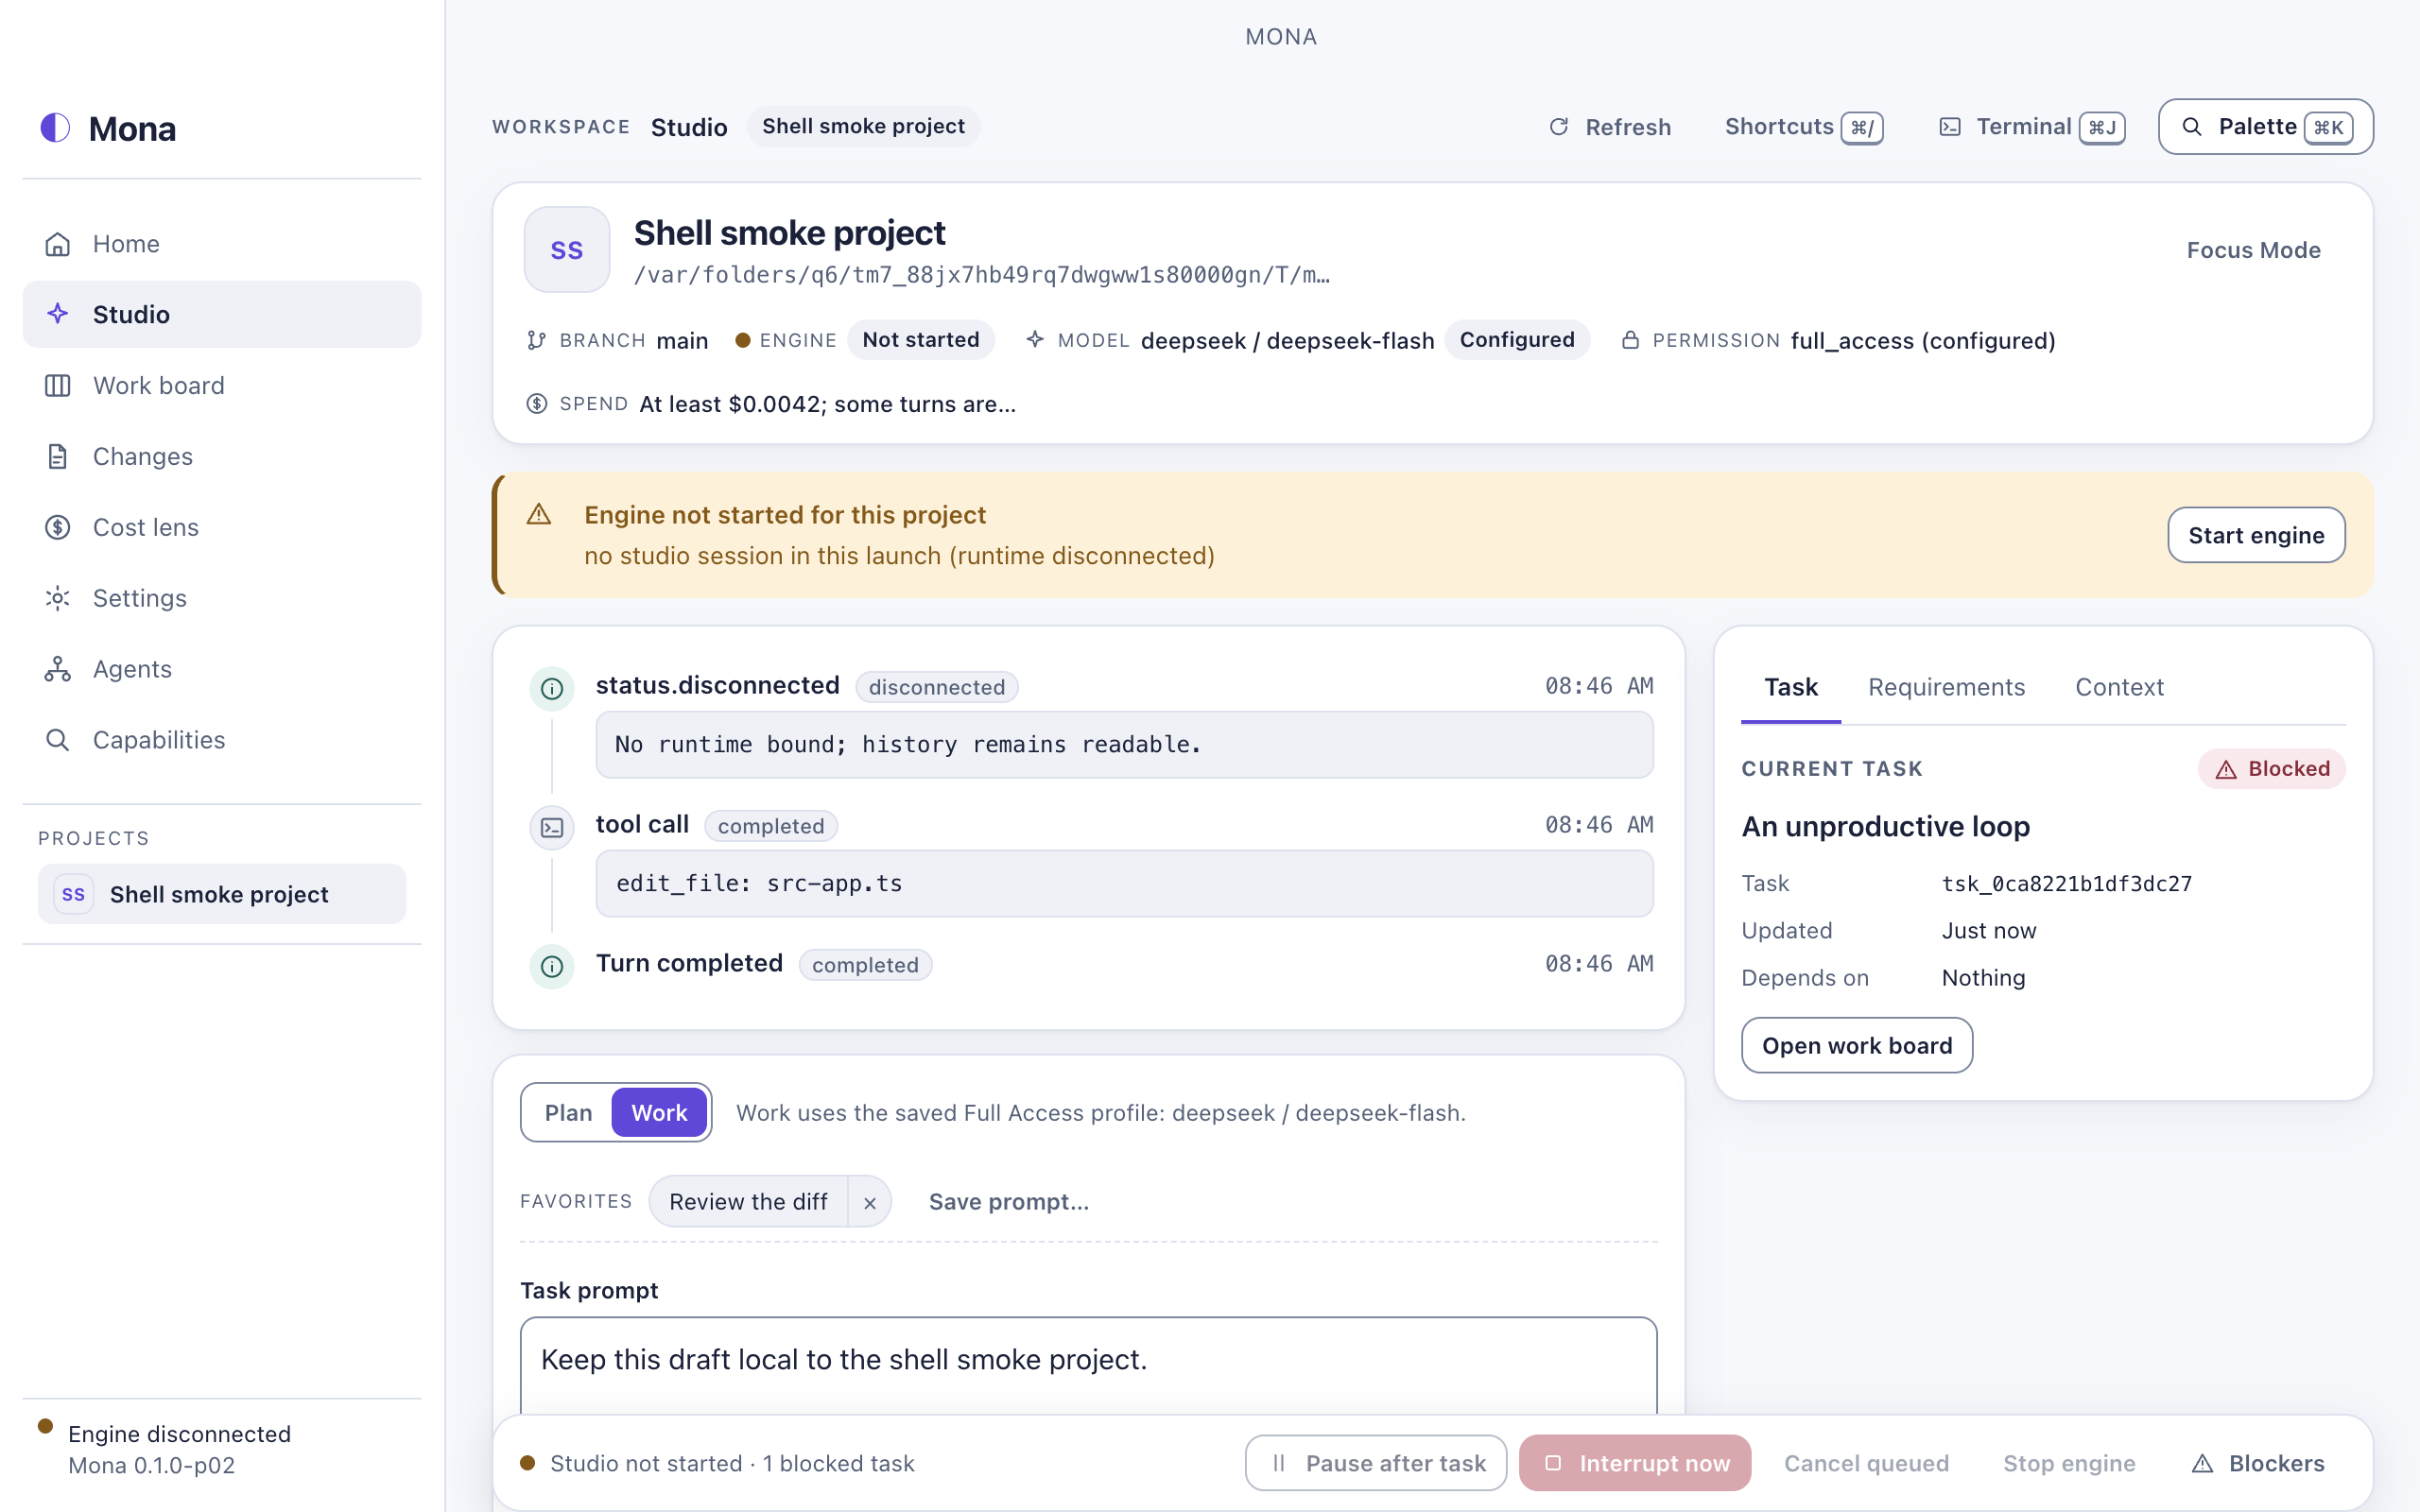 MONA
Mona
Home
Studio
Work board
Changes
Cost lens
Settings
Agents
Capabilities
PROJECTS
SS Shell smoke project
Engine disconnected
Mona 0.1.0-p02
WORKSPACE Studio Shell smoke project
Refresh Shortcuts ⌘/ Terminal ⌘J Palette ⌘K
SS
Shell smoke project
/var/folders/q6/tm7_88jx7hb49rq7dwgww1s80000gn/T/m…
Focus Mode
BRANCH main ENGINE Not started MODEL deepseek / deepseek-flash Configured PERMISSION full_access (configured)
SPEND At least $0.0042; some turns are...
Engine not started for this project
no studio session in this launch (runtime disconnected)
Start engine
status.disconnected disconnected 08:46 AM
No runtime bound; history remains readable.
tool call completed 08:46 AM
edit_file: src-app.ts
Turn completed completed 08:46 AM
Plan Work Work uses the saved Full Access profile: deepseek / deepseek-flash.
FAVORITES Review the diff × Save prompt...
Task prompt
Keep this draft local to the shell smoke project.
Task Requirements Context
CURRENT TASK Blocked
An unproductive loop
Task tsk_0ca8221b1df3dc27
Updated Just now
Depends on Nothing
Open work board
Studio not started · 1 blocked task
Pause after task Interrupt now Cancel queued Stop engine Blockers